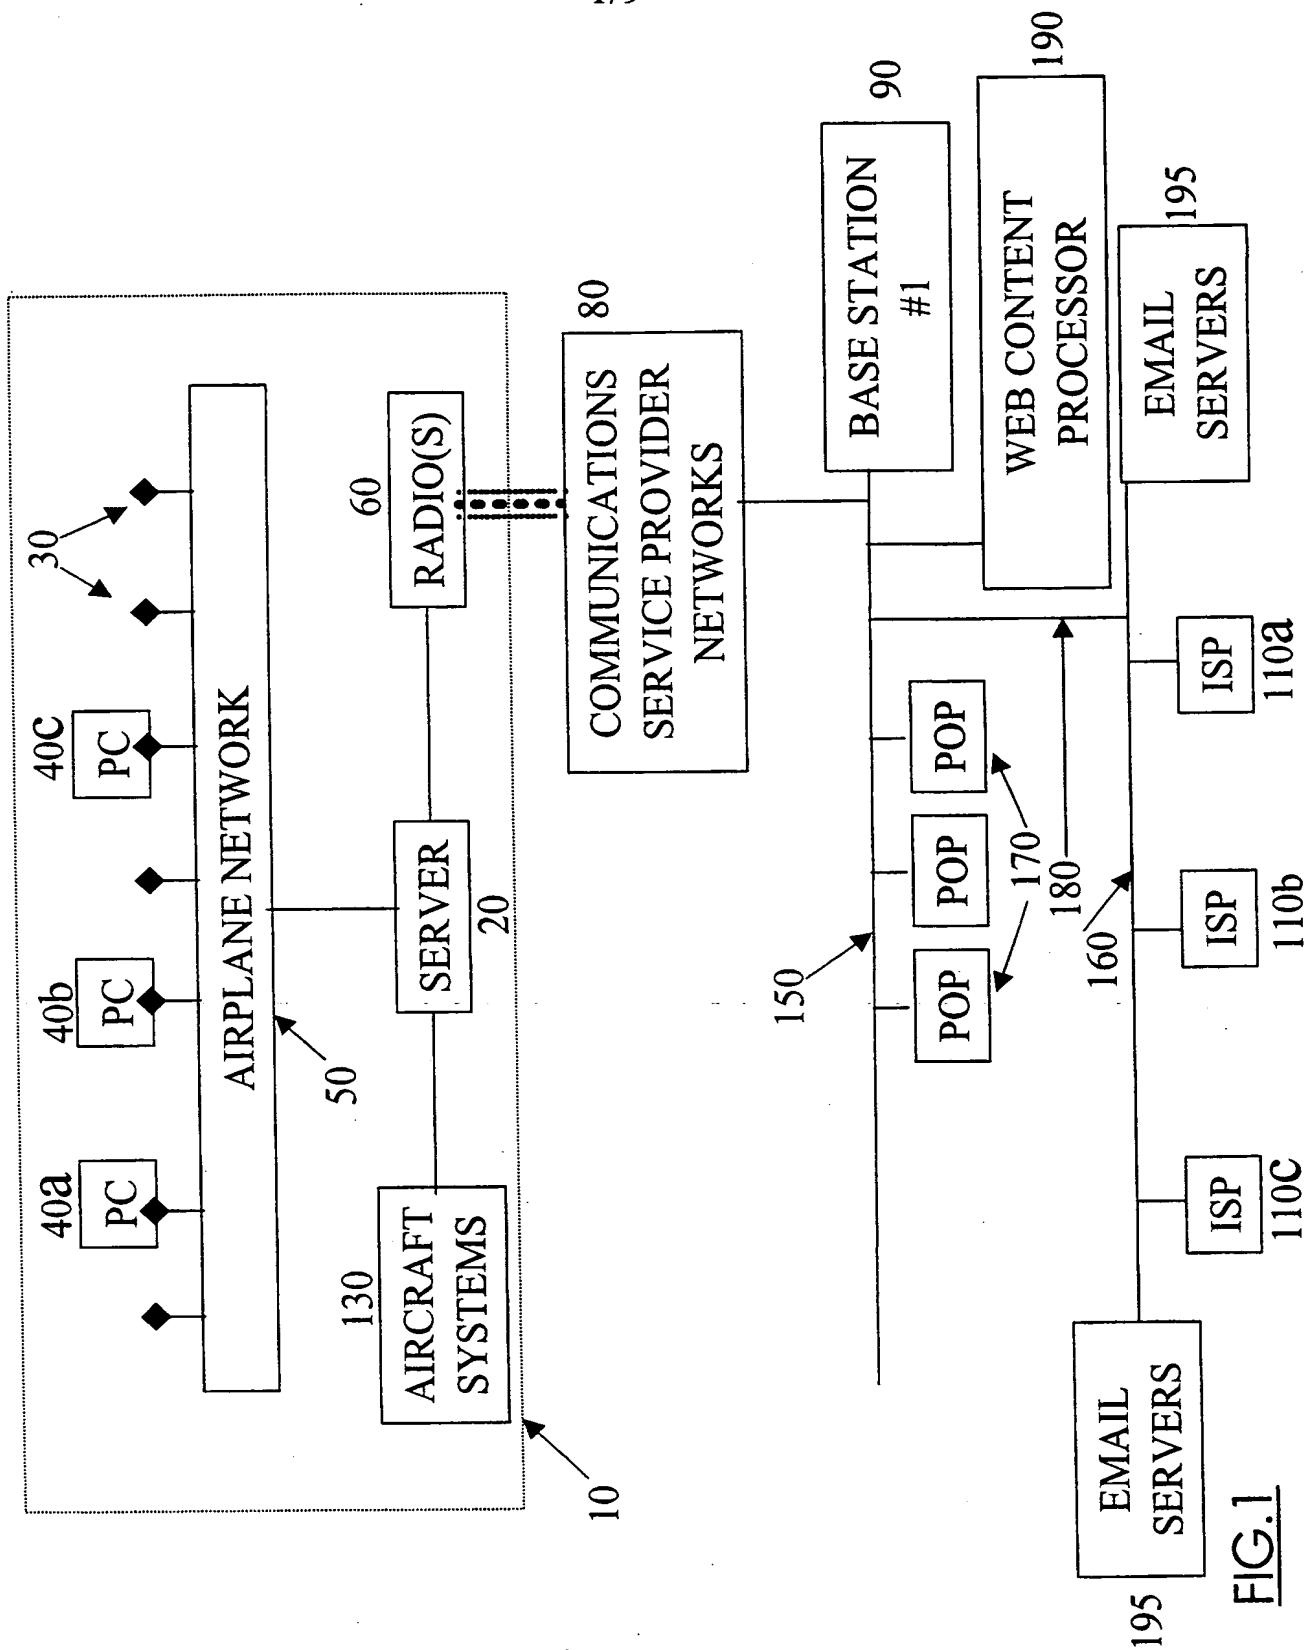 30
40a
40b
40c
PC
PC
PC
AIRPLANE NETWORK
50
130
60
AIRCRAFT
SYSTEMS
SERVER
RADIO(S)
20
10
80
COMMUNICATIONS
SERVICE PROVIDER
NETWORKS
90
150
BASE STATION
#1
POP
POP
POP
170
190
WEB CONTENT
PROCESSOR
180
160
195
EMAIL
SERVERS
EMAIL
SERVERS
195
ISP
ISP
ISP
110c
110b
110a
FIG.1